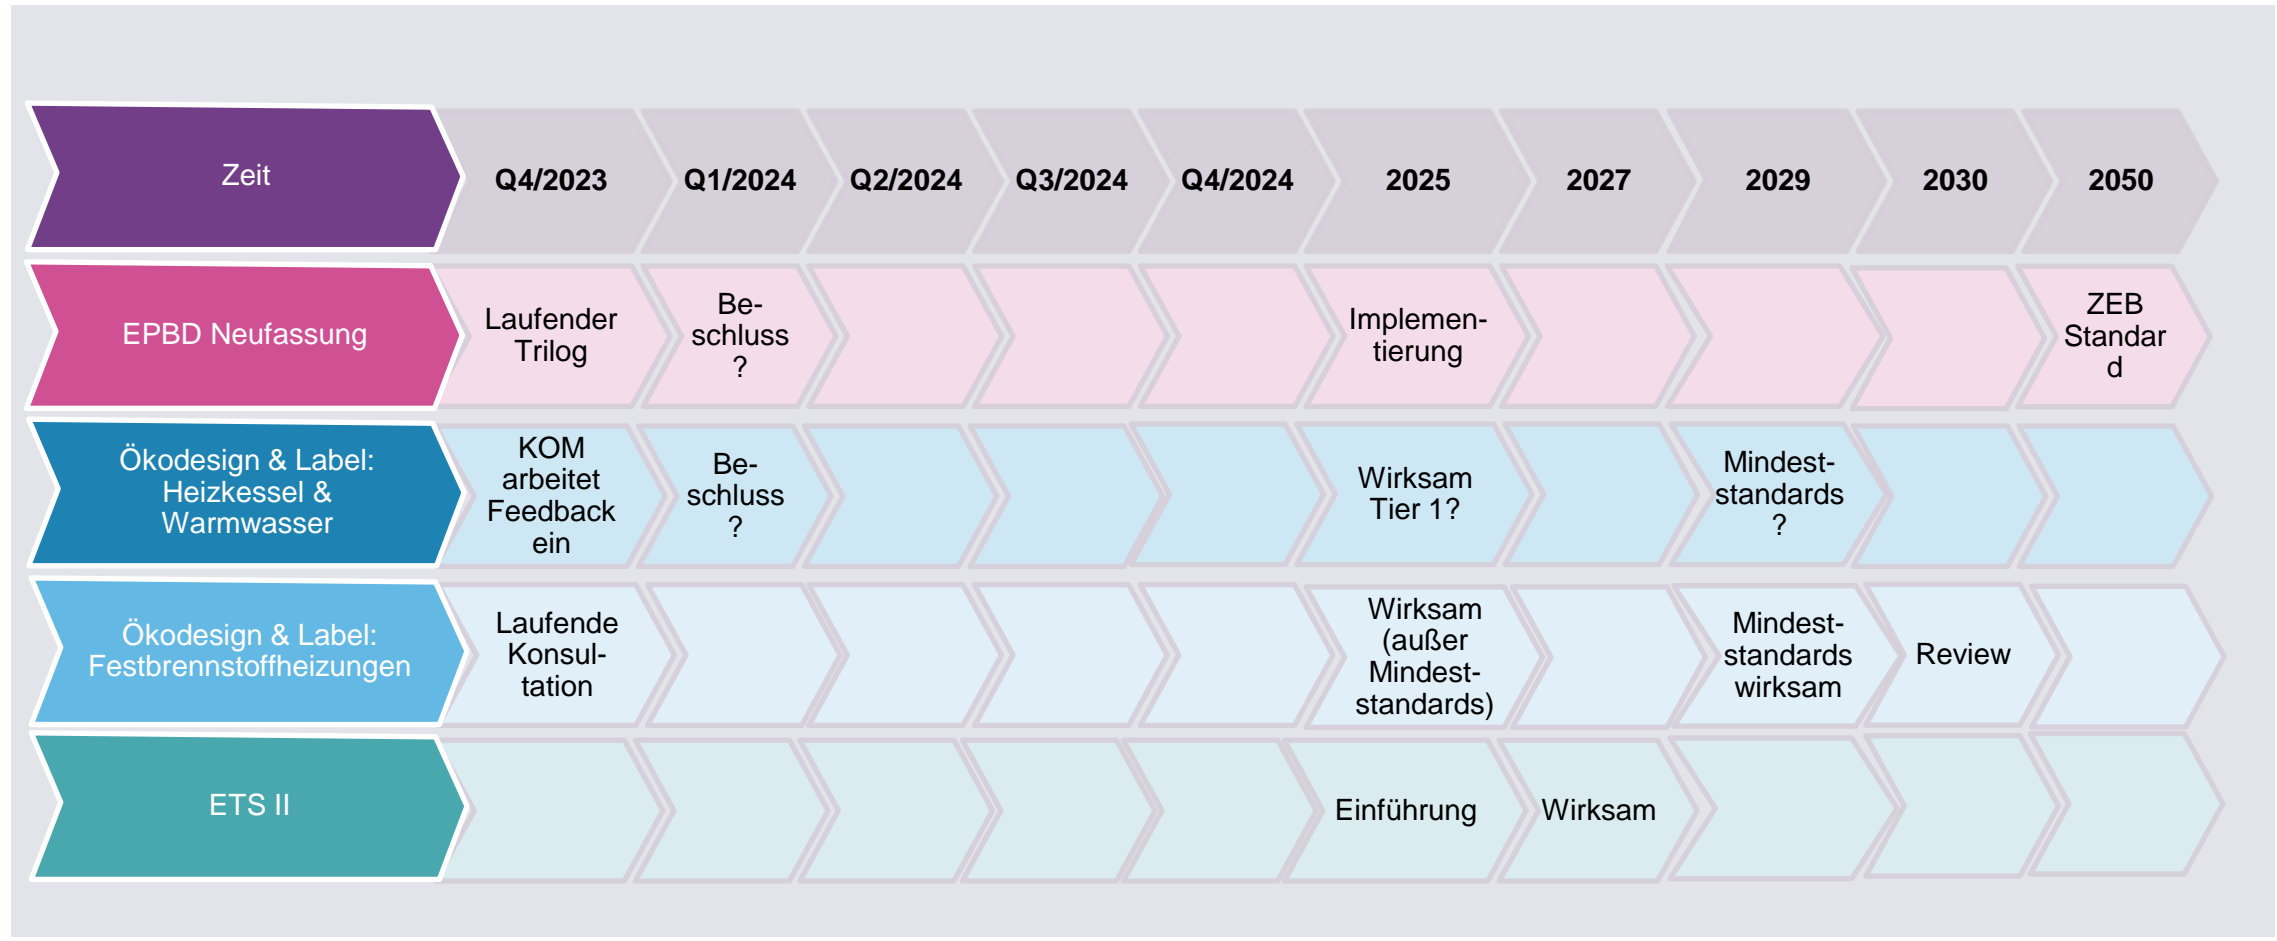 Zeit
Q4/2023
Q1/2024
Q2/2024
Q3/2024
Q4/2024
2025
2027
2029
2030
2050
EPBD Neufassung
Laufender
Trilog
Be-
schluss
?
Implemen-
tierung
ZEB
Standar
d
Ökodesign & Label:
Heizkessel &
Warmwasser
KOM
arbeitet
Feedback
ein
Be-
schluss
?
Wirksam
Tier 1?
Mindest-
standards
?
Ökodesign & Label:
Festbrennstoffheizungen
Laufende
Konsul-
tation
Wirksam
(außer
Mindest-
standards)
Mindest-
standards
wirksam
Review
ETS II
Einführung
Wirksam